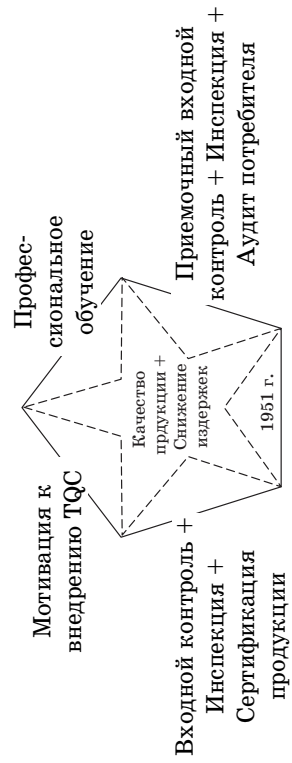 Мотивация к
внедрению TQC
Профес-
сиональное
обучение
Качество
прдукции +
Снижение
издержек
1951 г.
Входной контроль +
Инспекция +
Сертификация
продукции
Приемочный входной
контроль + Инспекция +
Аудит потребителя